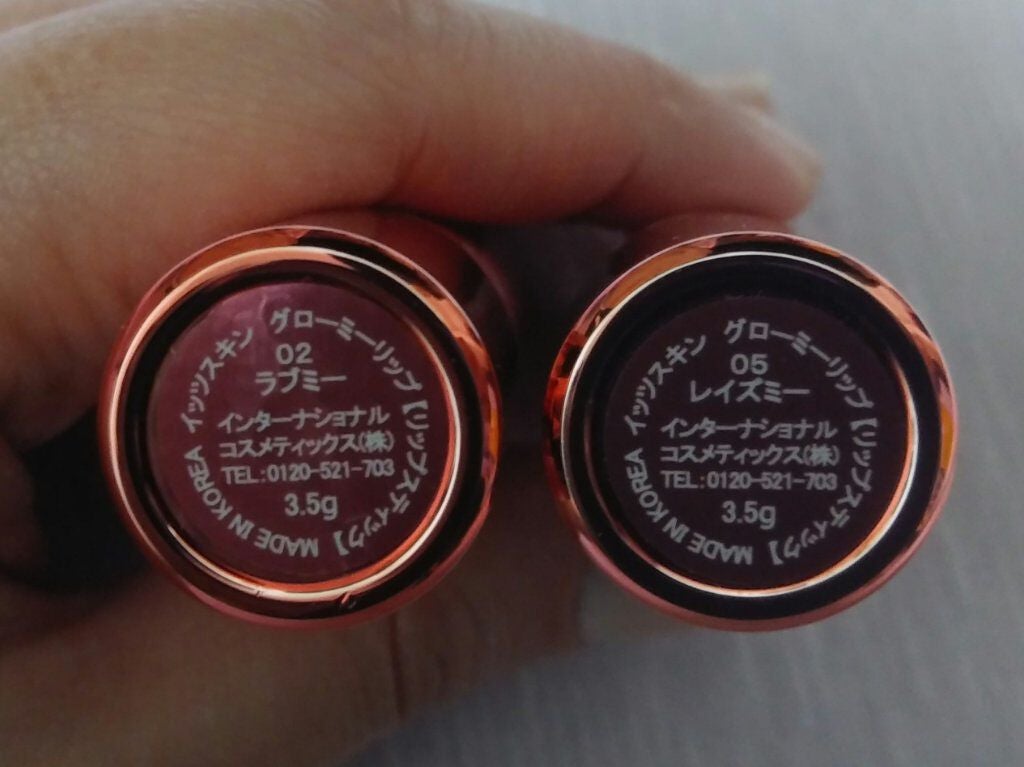 イッツスキン グローミーリップ【リップスティック】 MADE IN KOREA
02
ラブミー
インターナショナル
コスメティックス(株)
TEL:0120-521-703
3.5g
イッツスキン グローミーリップ【リップスティック】 MADE IN KOREA
05
レイズミー
インターナショナル
コスメティックス(株)
TEL:0120-521-703
3.5g